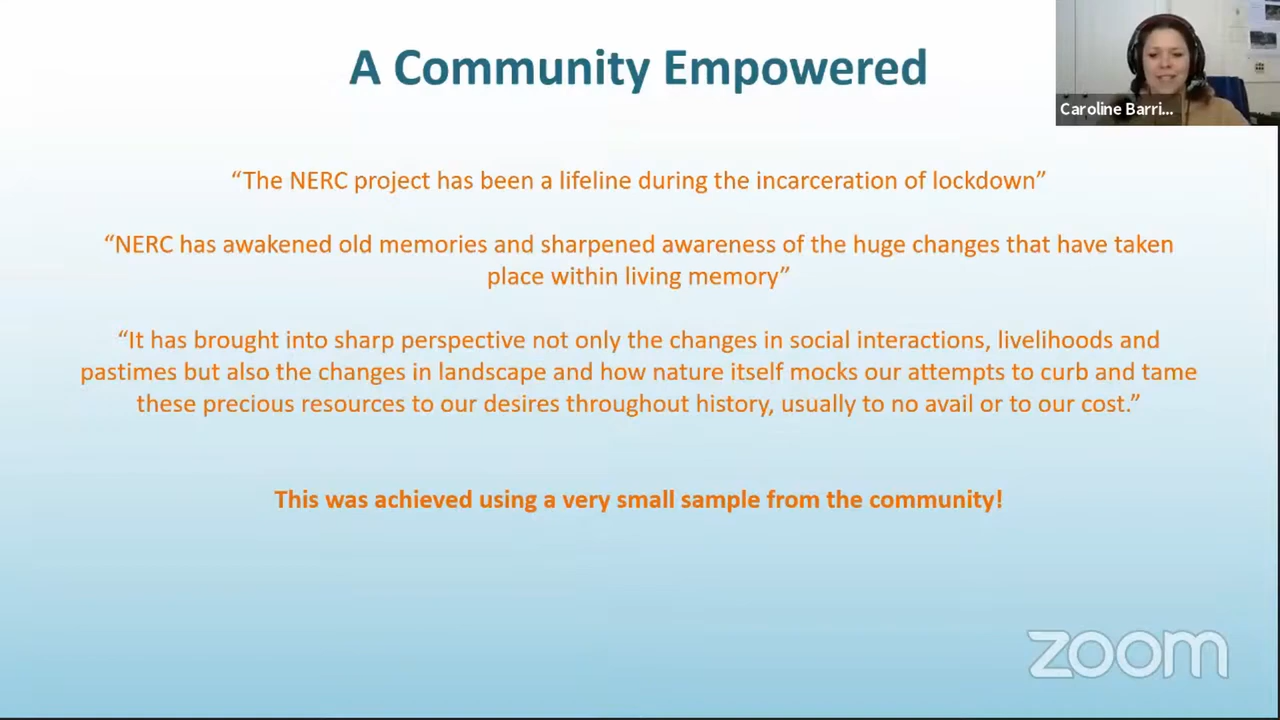 A Community Empowered
Caroline Barri...
“The NERC project has been a lifeline during the incarceration of lockdown”
“NERC has awakened old memories and sharpened awareness of the huge changes that have taken
place within living memory”
“It has brought into sharp perspective not only the changes in social interactions, livelihoods and
pastimes but also the changes in landscape and how nature itself mocks our attempts to curb and tame
these precious resources to our desires throughout history, usually to no avail or to our cost.”
This was achieved using a very small sample from the community!
zoom